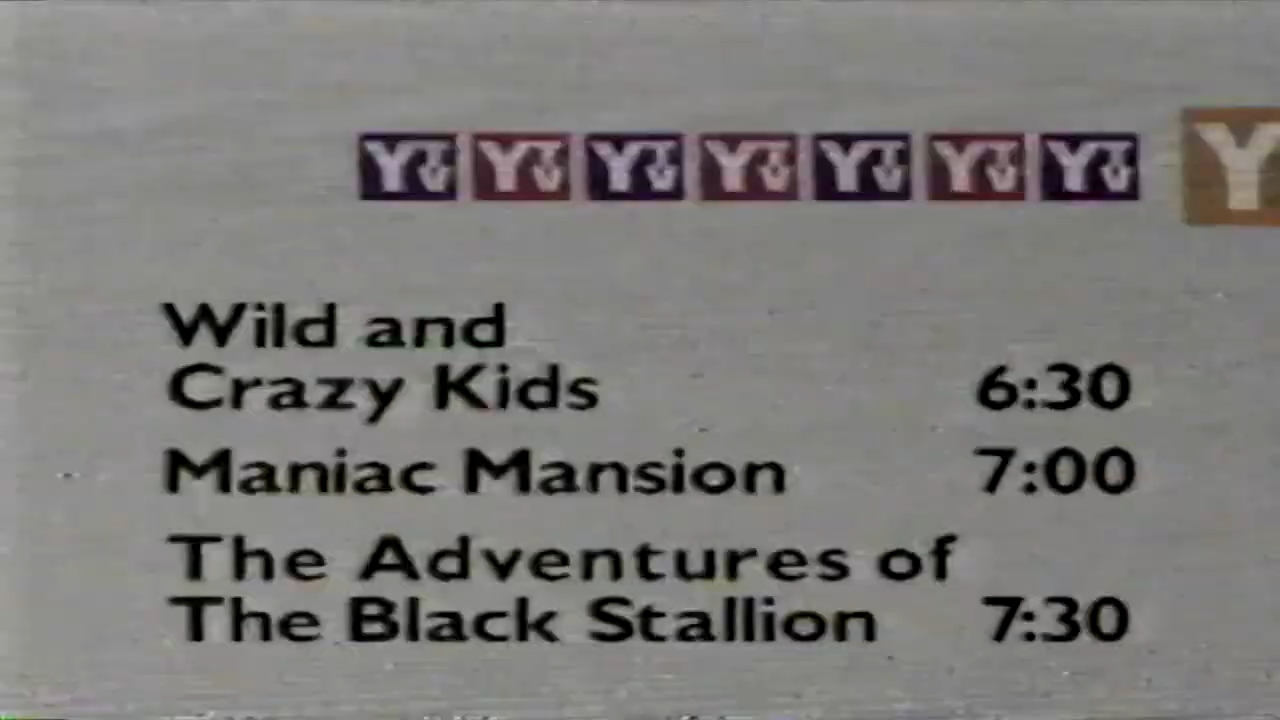 YTV YTV YTV YTV YTV YTV YTV Y
Wild and
Crazy Kids 6:30
Maniac Mansion 7:00
The Adventures of
The Black Stallion 7:30